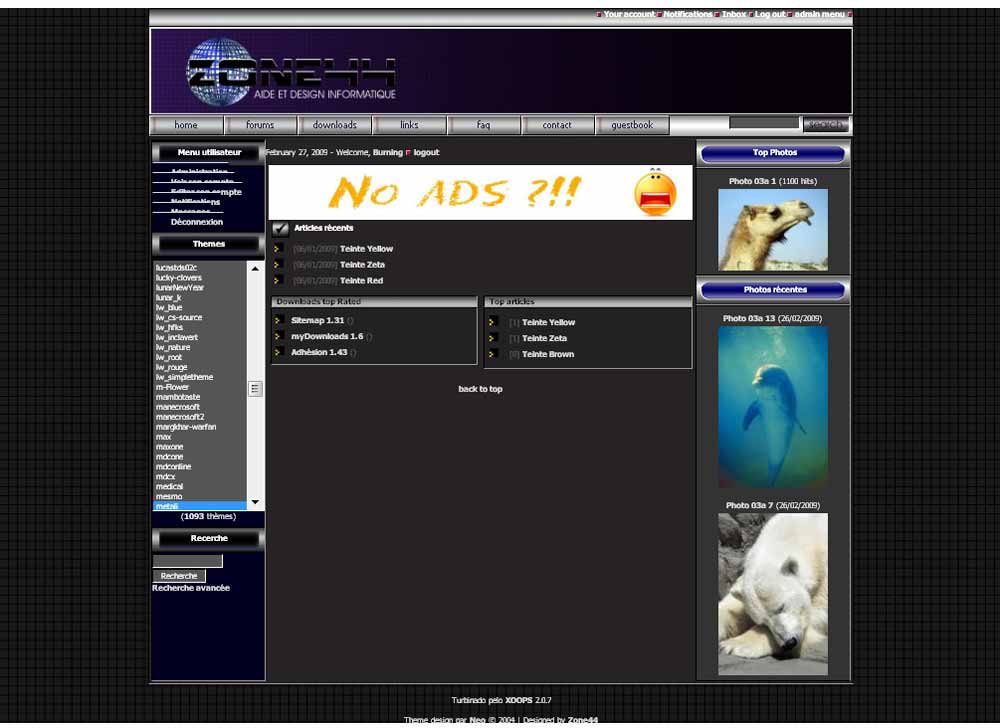 Your account Notifications Inbox Log out admin menu
ZONE44
AIDE ET DESIGN INFORMATIQUE
home forums downloads links faq contact guestbook search
Menu utilisateur
Administration
Voir son compte
Editer son compte
Notifications
Messages
Déconnexion
Themes
lucastds02c
lucky-clovers
lunarNewYear
lunar_k
lw_blue
lw_cs-source
lw_hfks
lw_inclavert
lw_nature
lw_root
lw_rouge
lw_simpletheme
m-Flower
mambotaste
manecrosoft
manecrosoft2
margkhar-warfan
max
maxone
mdcone
mdconline
mdcx
medical
mesmo
metalli
(1093 thèmes)
Recerche
Recherche
Recherche avancée
February 27, 2009 - Welcome, Burning logout
NO ADS ?!!
Articles récents
[06/01/2009] Teinte Yellow
[06/01/2009] Teinte Zeta
[06/01/2009] Teinte Red
Downloads top Rated
Sitemap 1.31 ()
myDownloads 1.6 ()
Adhésion 1.43 ()
Top articles
[1] Teinte Yellow
[1] Teinte Zeta
[0] Teinte Brown
back to top
Top Photos
Photo 03a 1 (1100 hits)
Photos récentes
Photo 03a 13 (26/02/2009)
Photo 03a 7 (26/02/2009)
Turbinado pelo XOOPS 2.0.7
Theme design par Neo © 2004 | Designed by Zone44